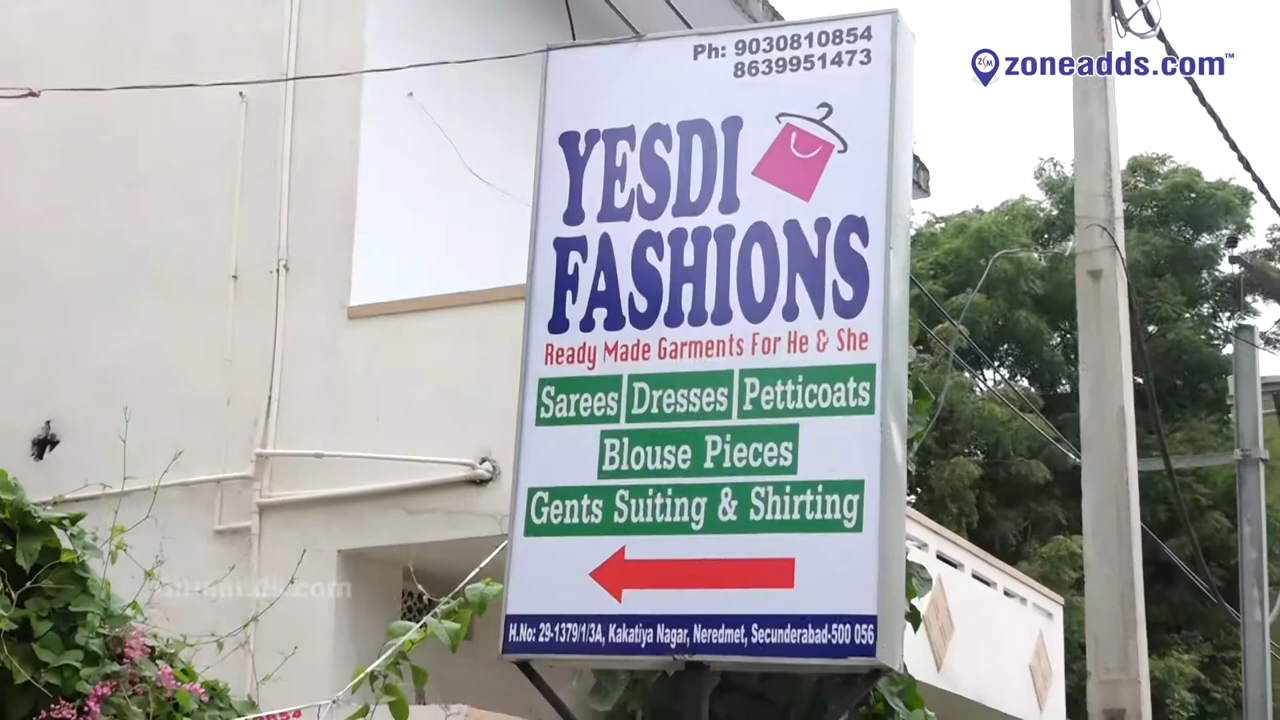 Ph: 9030810854
8639951473
zoneadds.com™
YESDI
FASHIONS
Ready Made Garments For He & She
Sarees Dresses Petticoats
Blouse Pieces
Gents Suiting & Shirting
H.No: 29-1379/1/3A, Kakatiya Nagar, Neredmet, Secunderabad-500 056